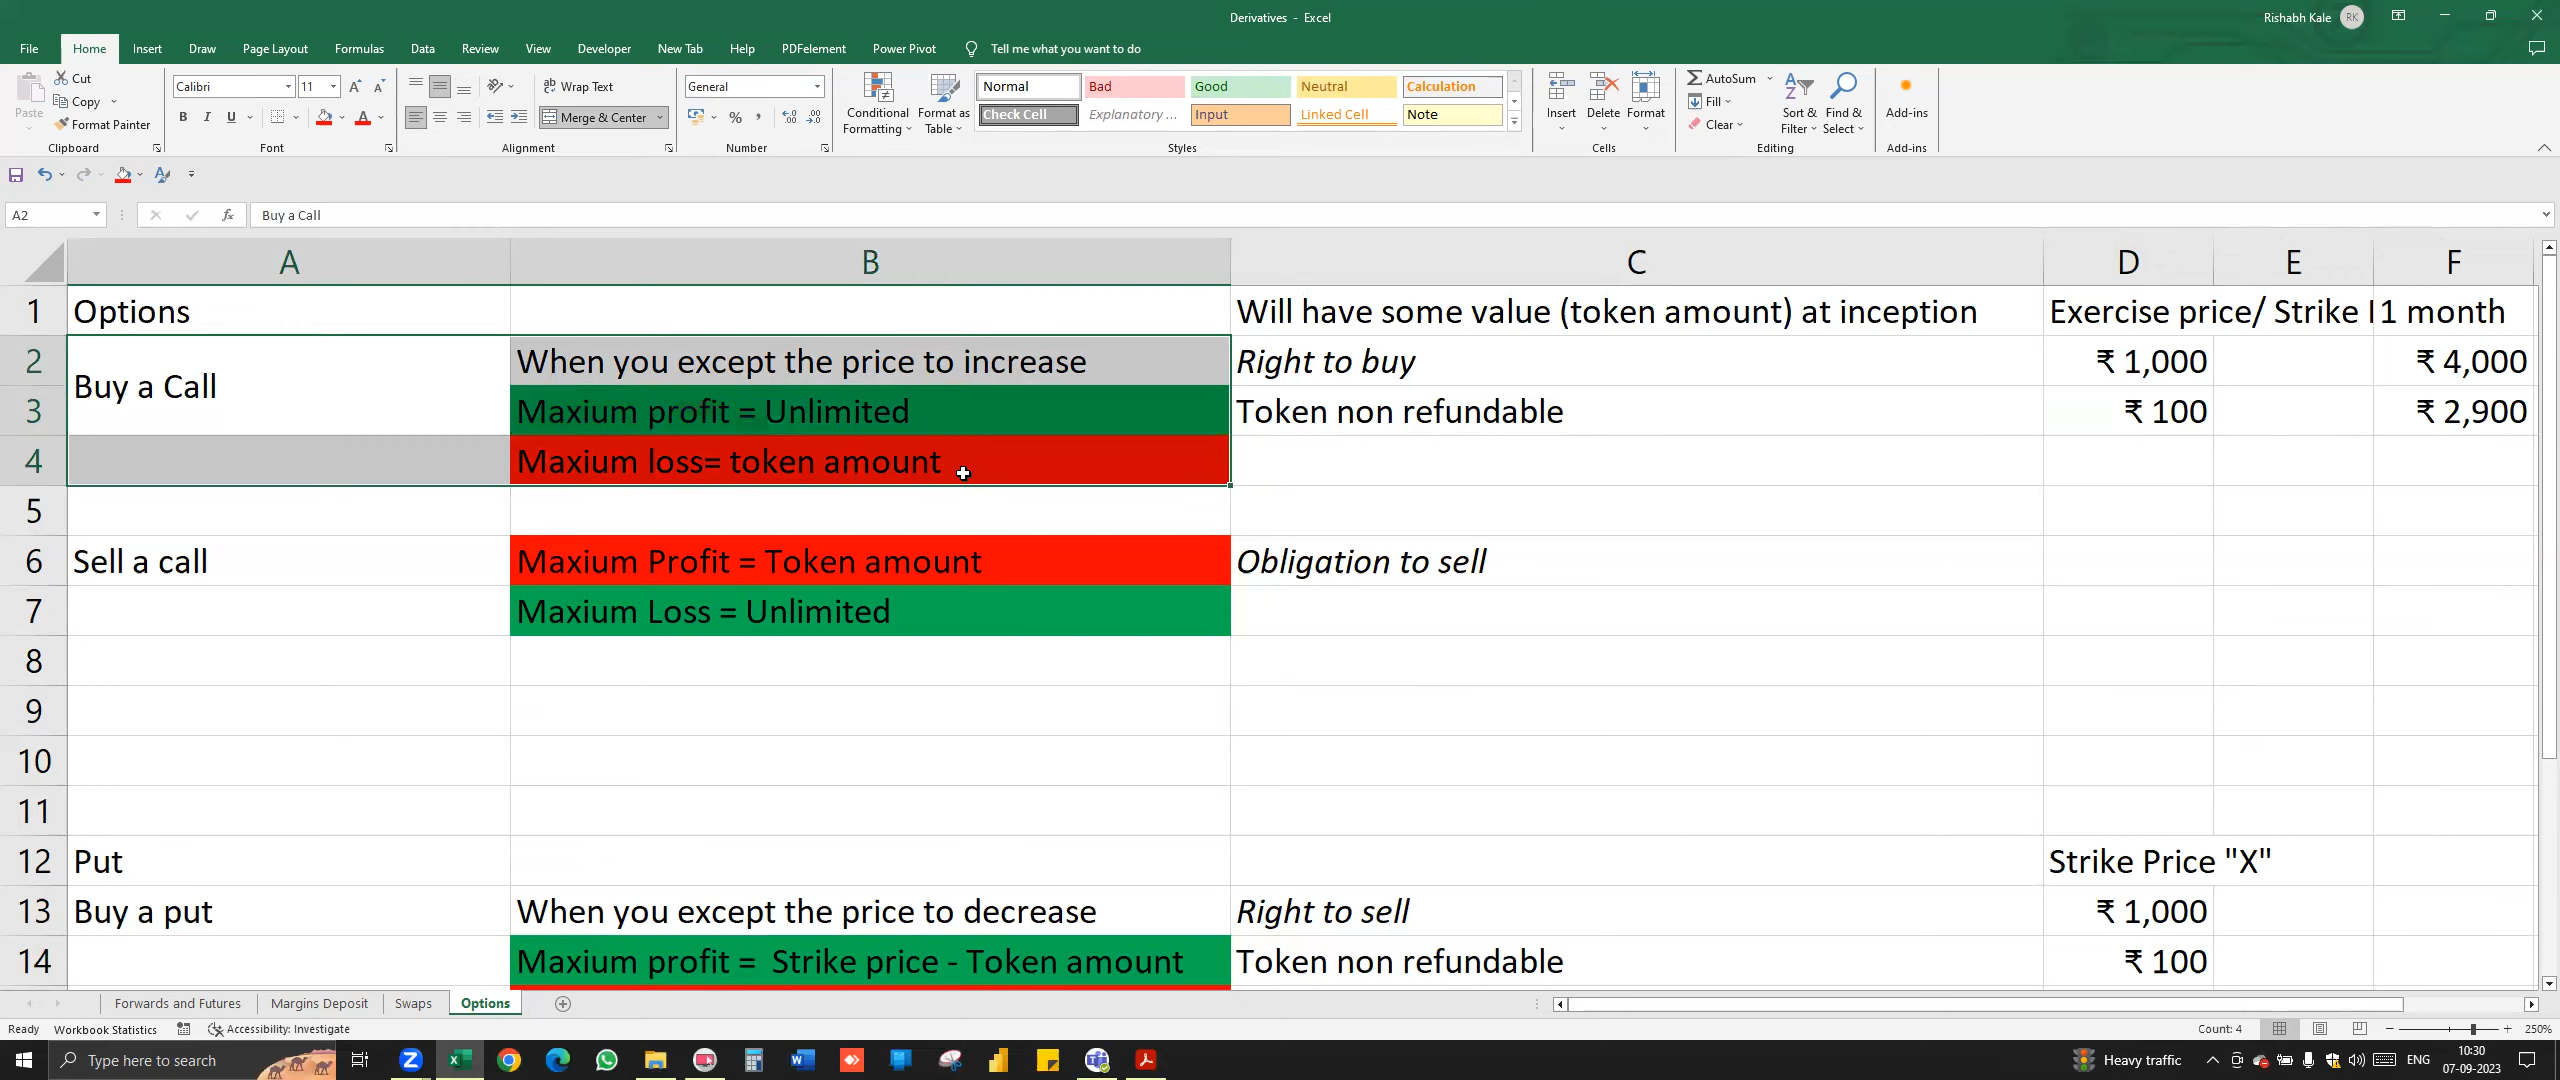 Derivatives - Excel
Rishabh Kale RK
File Home Insert Draw Page Layout Formulas Data Review View Developer New Tab Help PDFelement Power Pivot Tell me what you want to do
Paste Cut Copy Format Painter
Clipboard
Calibri 11
B I U
Font
Wrap Text
Merge & Center
Alignment
General
Number
Conditional Formatting
Format as Table
Normal Bad Good Neutral Calculation
Check Cell Explanatory ... Input Linked Cell Note
Styles
Insert Delete Format
Cells
AutoSum
Fill
Clear
Sort & Filter
Find & Select
Editing
Add-ins
Add-ins
A2 fx Buy a Call
A B C D E F
1 Options Will have some value (token amount) at inception Exercise price/ Strike 1 month
2 Buy a Call When you except the price to increase Right to buy ₹ 1,000 ₹ 4,000
3 Maxium profit = Unlimited Token non refundable ₹ 100 ₹ 2,900
4 Maxium loss= token amount
5
6 Sell a call Maxium Profit = Token amount Obligation to sell
7 Maxium Loss = Unlimited
8
9
10
11
12 Put Strike Price "X"
13 Buy a put When you except the price to decrease Right to sell ₹ 1,000
14 Maxium profit = Strike price - Token amount Token non refundable ₹ 100
Forwards and Futures Margins Deposit Swaps Options
Ready Workbook Statistics Accessibility: Investigate Count: 4 250%
Type here to search Heavy traffic ENG 10:30
07-09-2023